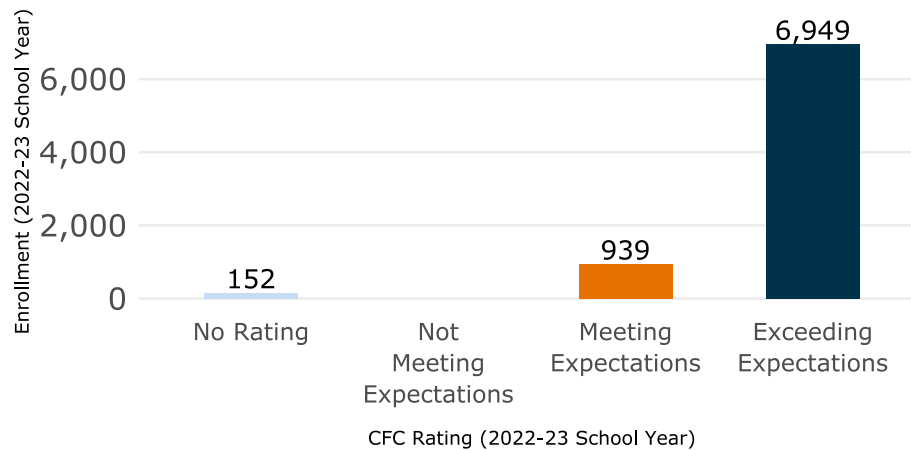 Enrollment (2022-23 School Year)
6,000
4,000
2,000
0
152
939
6,949
No Rating
Not
Meeting
Expectations
Meeting
Expectations
Exceeding
Expectations
CFC Rating (2022-23 School Year)